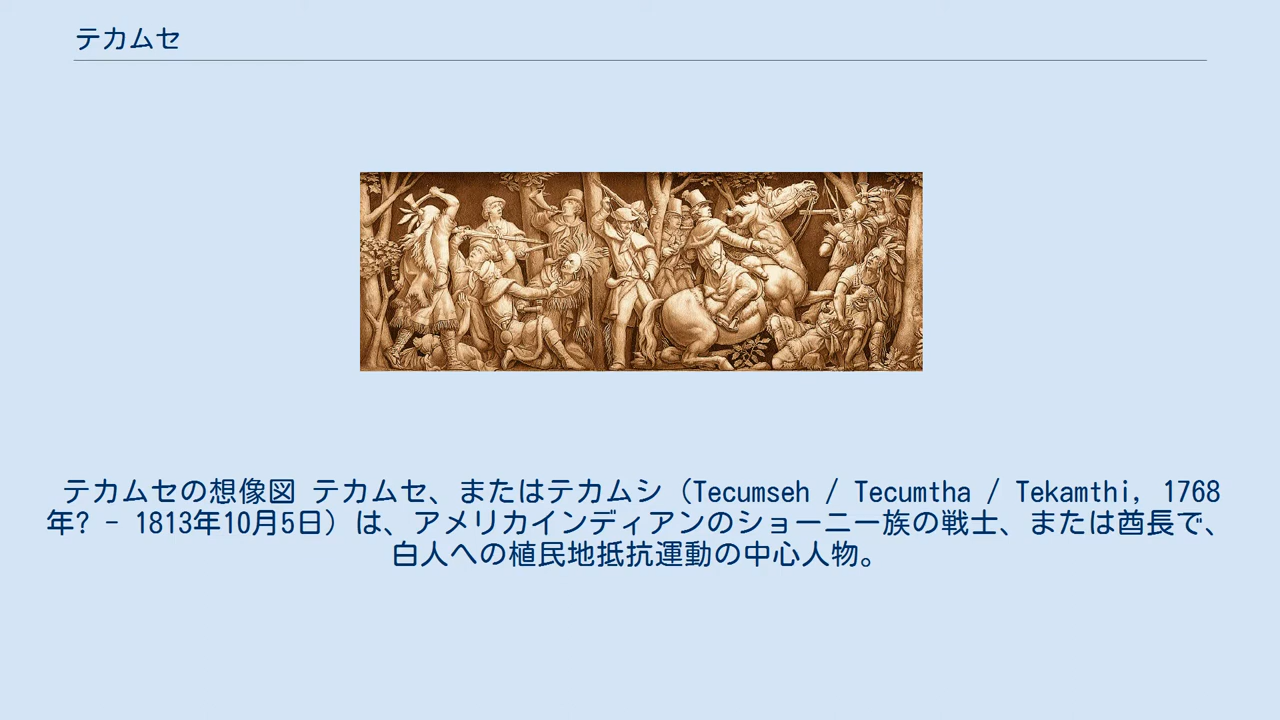 テカムセ
テカムセの想像図 テカムセ、またはテカムシ（Tecumseh / Tecumtha / Tekamthi, 1768
年? - 1813年10月5日）は、アメリカインディアンのショーニー族の戦士、または酋長で、
白人への植民地抵抗運動の中心人物。